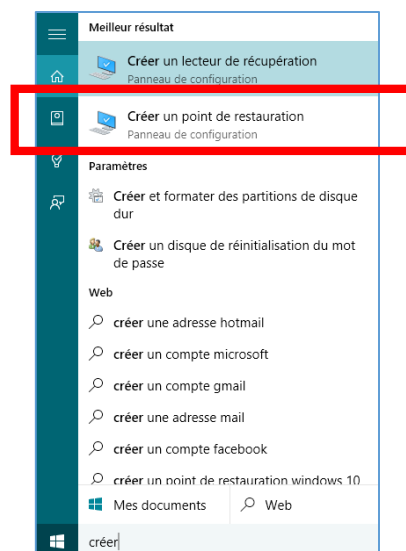 Meilleur résultat
Créer un lecteur de récupération
Panneau de configuration
Créer un point de restauration
Panneau de configuration
Paramètres
Créer et formater des partitions de disque
dur
Créer un disque de réinitialisation du mot
de passe
Web
créer une adresse hotmail
créer un compte microsoft
créer un compte gmail
créer une adresse mail
créer un compte facebook
créer un point de restauration windows 10
Mes documents
Web
créer